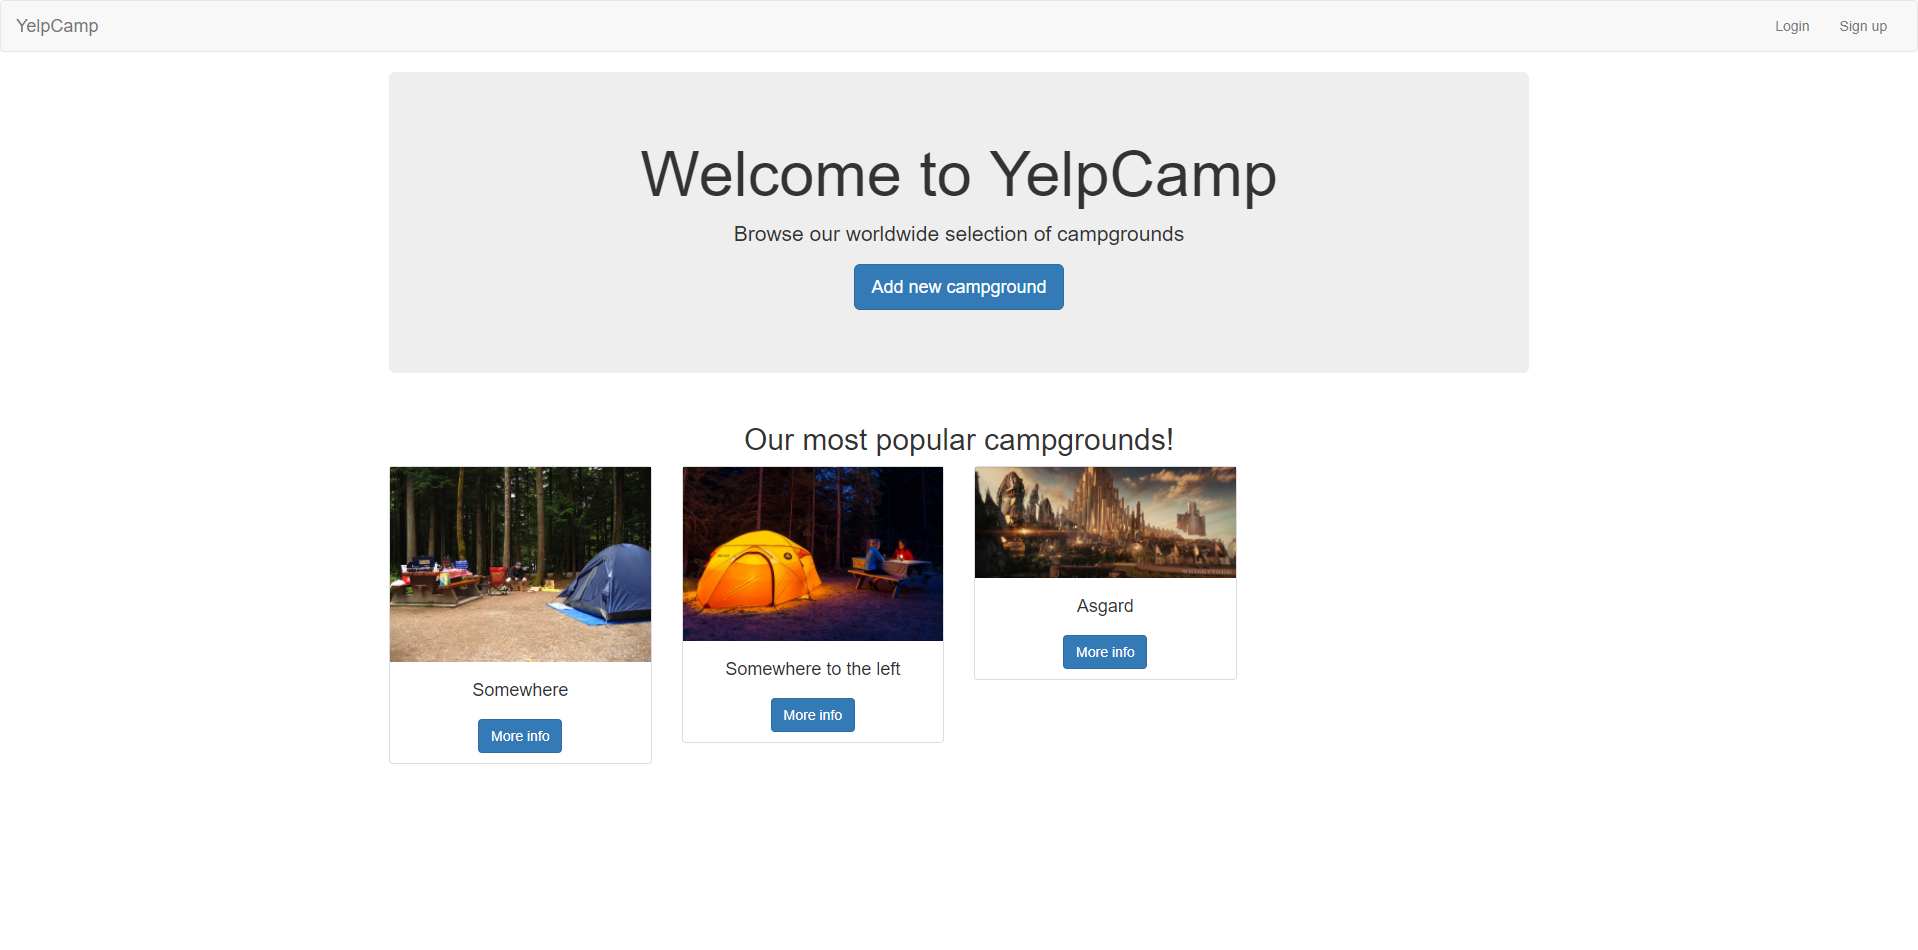 YelpCamp
Login
Sign up
Welcome to YelpCamp
Browse our worldwide selection of campgrounds
Add new campground
Our most popular campgrounds!
Somewhere
More info
Somewhere to the left
More info
Asgard
More info